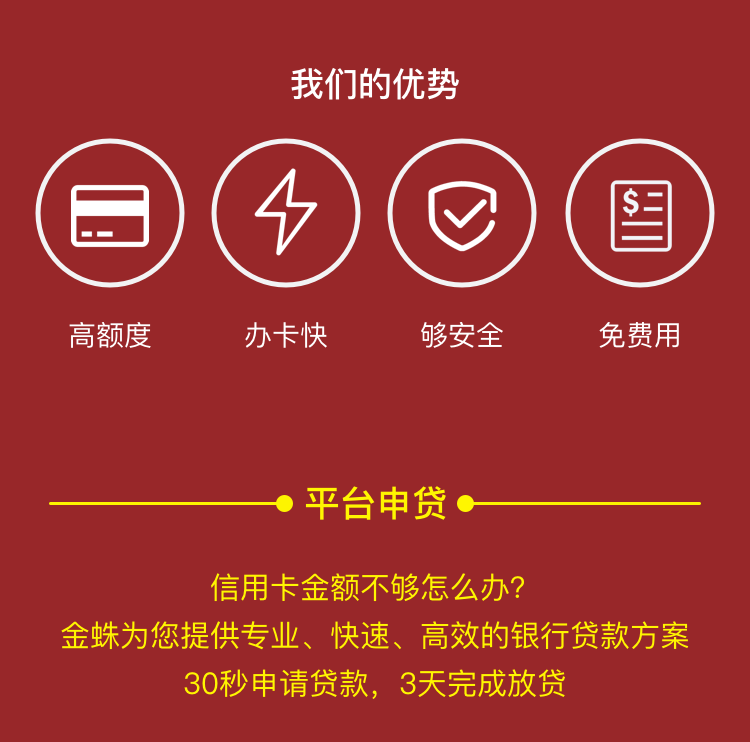 我们的优势
高额度 办卡快 够安全 免费用
平台申贷
信用卡金额不够怎么办？
金蛛为您提供专业、快速、高效的银行贷款方案
30秒申请贷款，3天完成放贷